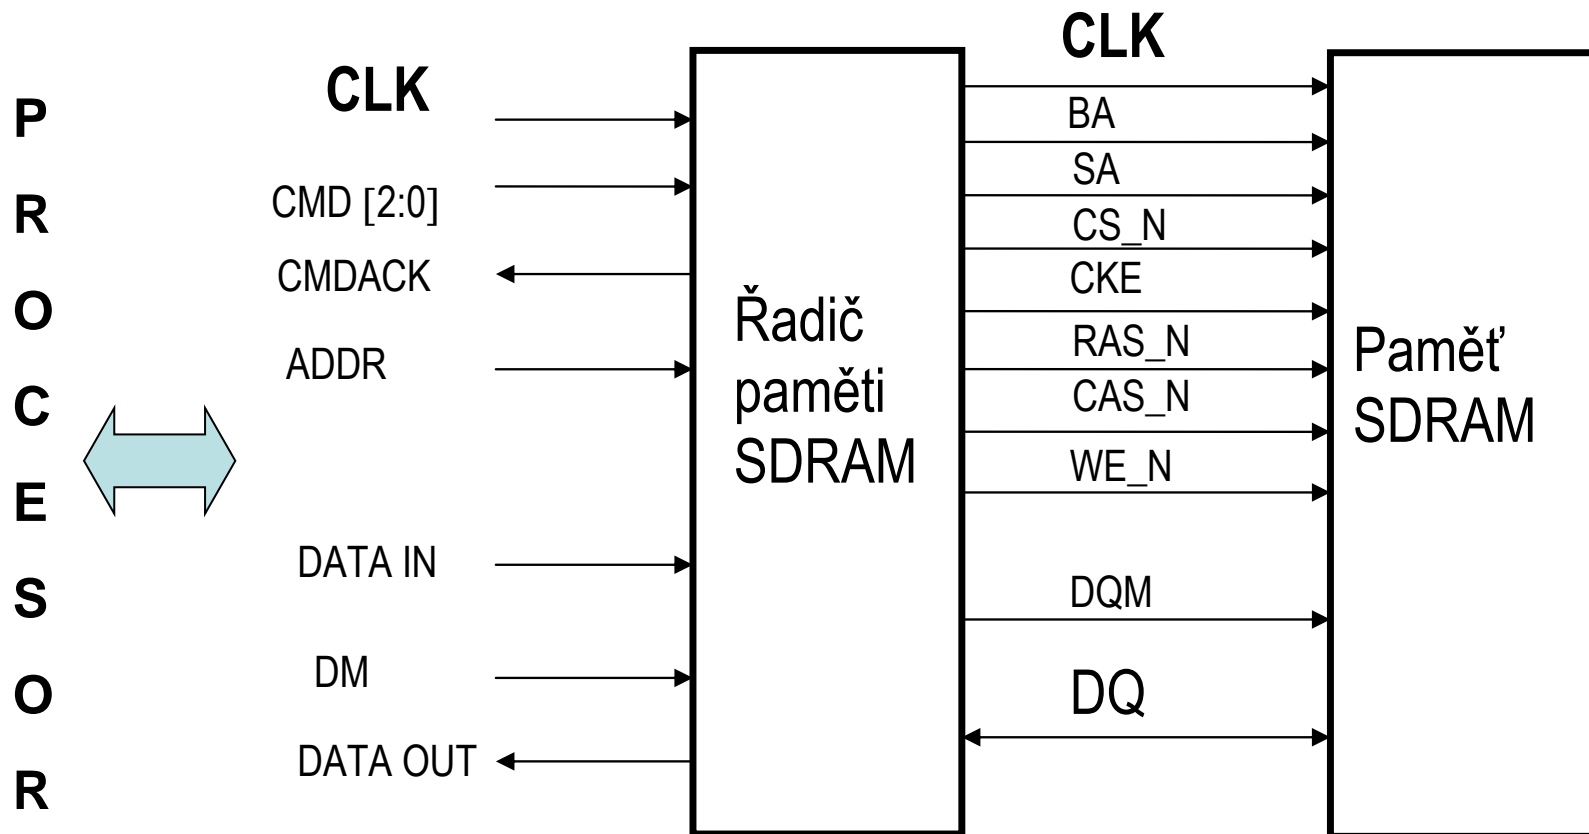 PROCESOR
CLK
CMD [2:0]
CMDACK
ADDR
DATA IN
DM
DATA OUT
Řadič
paměti
SDRAM
CLK
BA
SA
CS_N
CKE
RAS_N
CAS_N
WE_N
DQM
DQ
Paměť
SDRAM